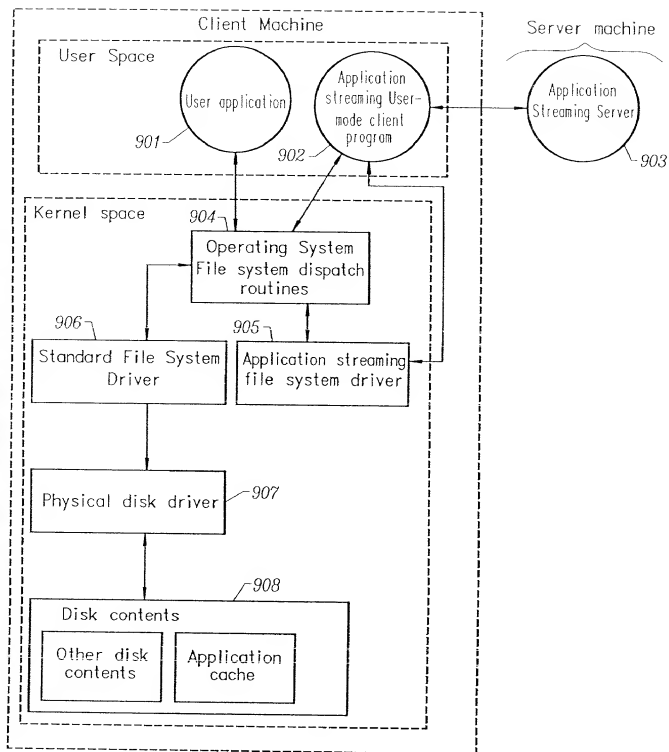 Client Machine
Server machine
User Space
User application
901
Application
streaming User-
mode client
program
902
Application
Streaming Server
903
Kernel space
904
Operating System
File system dispatch
routines
906
Standard File System
Driver
905
Application streaming
file system driver
Physical disk driver
907
908
Disk contents
Other disk
contents
Application
cache